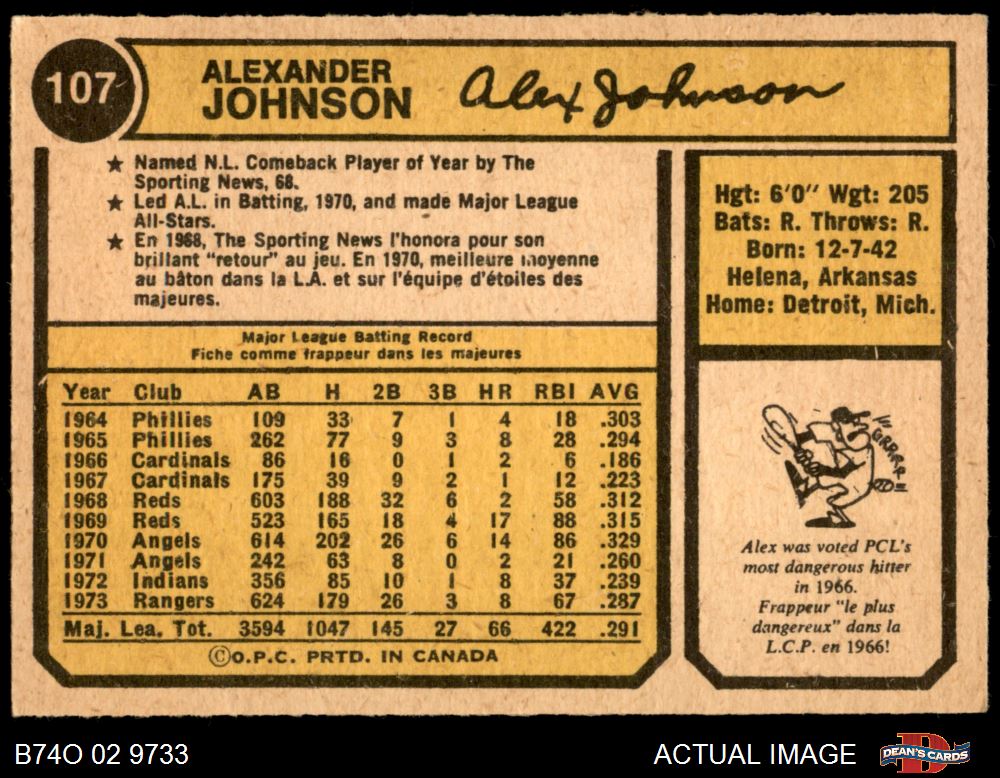 107
ALEXANDER
JOHNSON
Alex Johnson
★ Named N.L. Comeback Player of Year by The
Sporting News, 68.
★ Led A.L. in Batting, 1970, and made Major League
All-Stars.
★ En 1968, The Sporting News l'honora pour son
brillant "retour" au jeu. En 1970, meilleure moyenne
au bâton dans la L.A. et sur l'équipe d'étoiles des
majeures.
Hgt: 6'0" Wgt: 205
Bats: R. Throws: R.
Born: 12-7-42
Helena, Arkansas
Home: Detroit, Mich.
Major League Batting Record
Fiche comme frappeur dans les majeures
Year Club AB H 2B 3B HR RBI AVG
1964 Phillies 109 33 7 1 4 18 .303
1965 Phillies 262 77 9 3 8 28 .294
1966 Cardinals 86 16 0 1 2 6 .186
1967 Cardinals 175 39 9 2 1 12 .223
1968 Reds 603 188 32 6 2 58 .312
1969 Reds 523 165 18 4 17 88 .315
1970 Angels 614 202 26 6 14 86 .329
1971 Angels 242 63 8 0 2 21 .260
1972 Indians 356 85 10 1 8 37 .239
1973 Rangers 624 179 26 3 8 67 .287
Maj. Lea. Tot. 3594 1047 145 27 66 422 .291
©O.P.C. PRTD. IN CANADA
GRRRR
Alex was voted PCL's
most dangerous hitter
in 1966.
Frappeur "le plus
dangereux" dans la
L.C.P. en 1966!
B74O 02 9733
ACTUAL IMAGE
D
DEAN'S CARDS